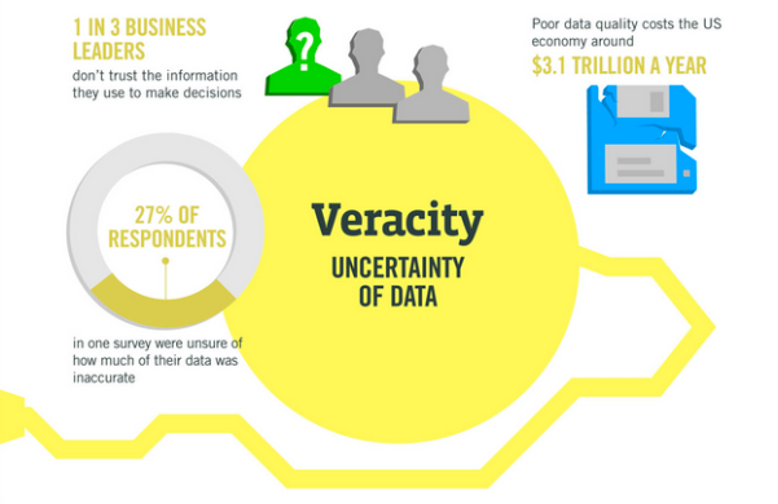 1 IN 3 BUSINESS
LEADERS
don't trust the information
they use to make decisions
?
Poor data quality costs the US
economy around
$3.1 TRILLION A YEAR
27% OF
RESPONDENTS
in one survey were unsure of
how much of their data was
inaccurate
Veracity
UNCERTAINTY
OF DATA